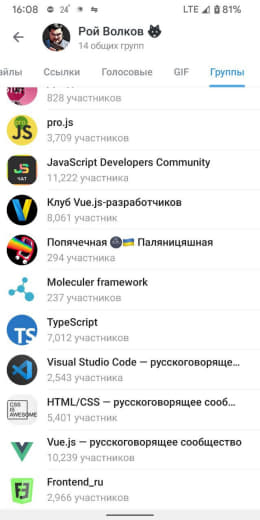 16:08 24° LTE 81%
Рой Волков
14 общих групп
айлы Ссылки Голосовые GIF Группы
828 участников
pro.js
3,709 участников
JavaScript Developers Community
11,222 участника
Клуб Vue.js-разработчиков
8,061 участник
Попячечная Паляницяшная
294 участника
Moleculer framework
237 участников
TypeScript
7,012 участников
Visual Studio Code — русскоговоряще...
2,543 участника
HTML/CSS — русскоговорящее сооб...
5,401 участник
Vue.js — русскоговорящее сообщество
10,239 участников
Frontend_ru
2,966 участников